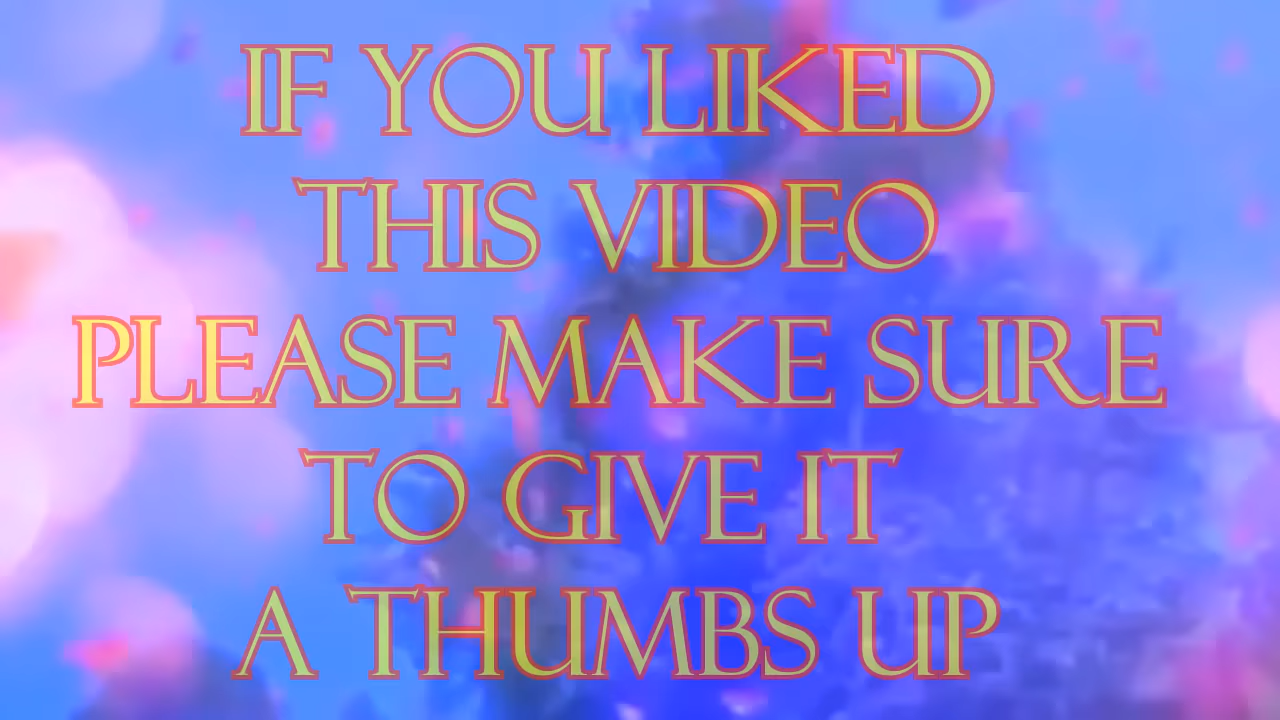 IF YOU LIKED
THIS VIDEO
PLEASE MAKE SURE
TO GIVE IT
A THUMBS UP